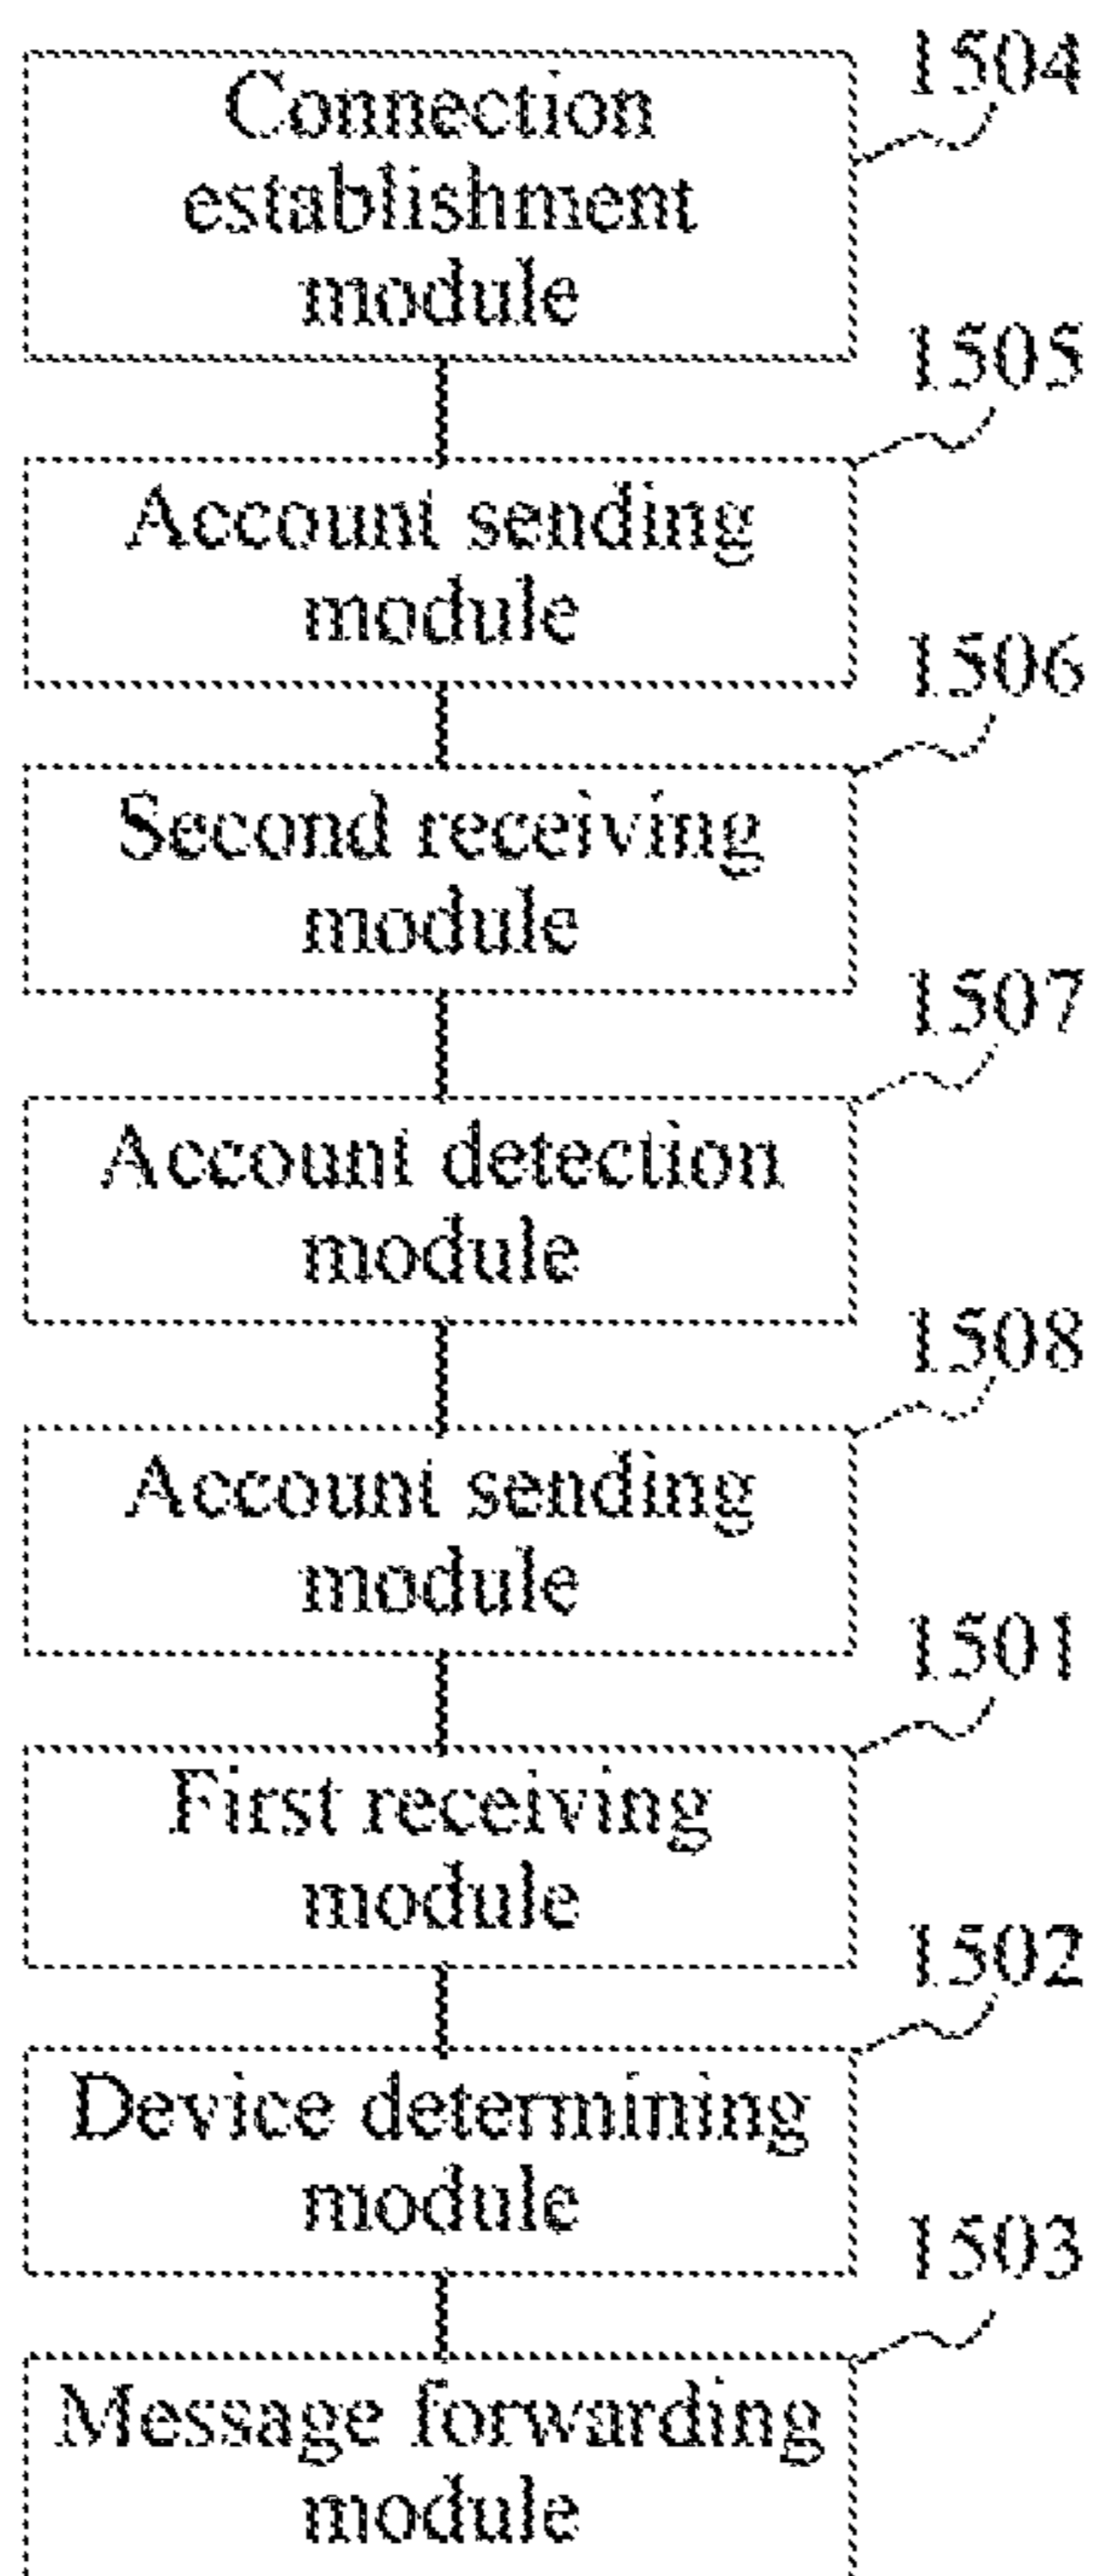 1504
Connection
establishment
module
1505
Account sending
module
1506
Second receiving
module
1507
Account detection
module
1508
Account sending
module
1501
First receiving
module
1502
Device determining
module
1503
Message forwarding
module